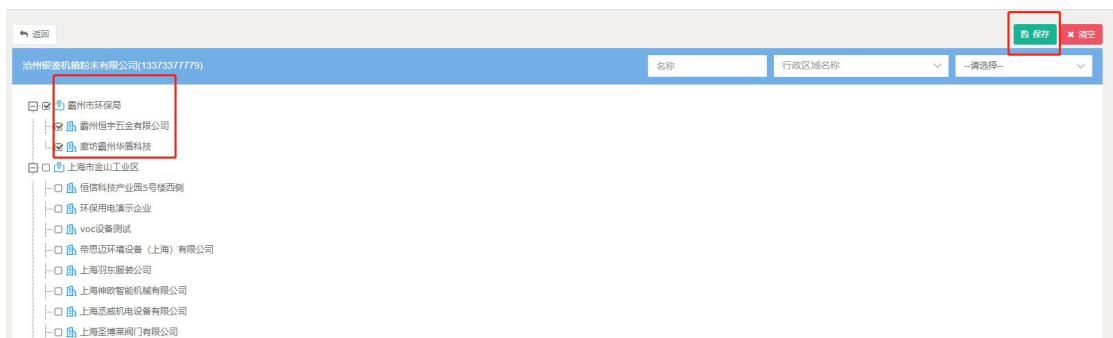 返回
保存
清空
沧州银鉴机箱粉末有限公司(13373377779)
名称
行政区域名称
--请选择--
霸州市环保局
霸州恒宇五金有限公司
廊坊霸州华盾科技
上海市金山工业区
恒信科技产业园5号楼西侧
环保用电演示企业
voc设备测试
帝思迈环境设备（上海）有限公司
上海羽东服装公司
上海神欧智能机械有限公司
上海丞威机电设备有限公司
上海圣博莱阀门有限公司